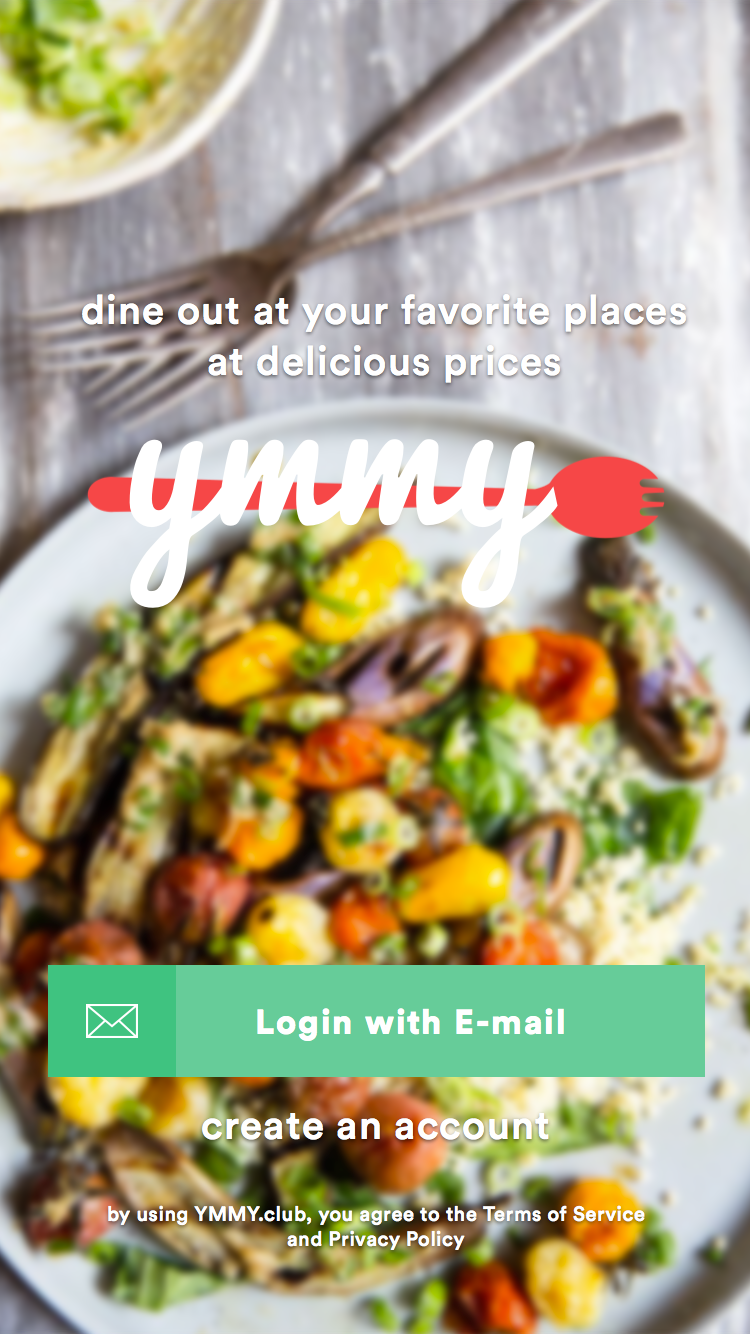 dine out at your favorite places
at delicious prices
ymmy
Login with E-mail
create an account
by using YMMY.club, you agree to the Terms of Service
and Privacy Policy